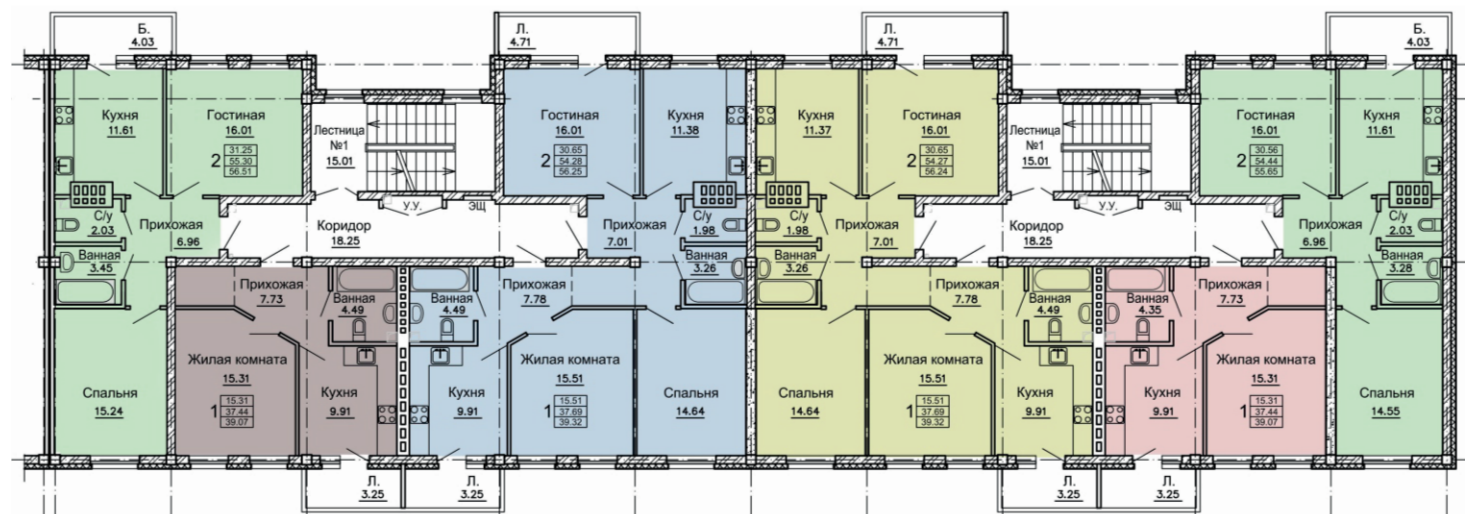 Б.
4.03
Л.
4.71
Л.
4.71
Б.
4.03
Кухня
11.61
Гостиная
16.01
2
31.25
55.30
56.51
Лестница
№1
15.01
Гостиная
16.01
2
30.65
54.28
56.25
Кухня
11.38
Кухня
11.37
Гостиная
16.01
2
30.65
54.27
56.24
Лестница
№1
15.01
Гостиная
16.01
2
30.56
54.44
55.65
Кухня
11.61
С/у
2.03
Прихожая
6.96
Ванная
3.45
Коридор
18.25
У.У.
ЭЩ
Прихожая
7.01
С/у
1.98
Ванная
3.26
С/у
1.98
Ванная
3.26
Прихожая
7.01
Коридор
18.25
У.У.
ЭЩ
Прихожая
6.96
С/у
2.03
Ванная
3.28
Прихожая
7.73
Ванная
4.49
Ванная
4.49
Прихожая
7.78
Прихожая
7.78
Ванная
4.49
Ванная
4.35
Прихожая
7.73
Спальня
15.24
Жилая комната
15.31
1
15.31
37.44
39.07
Кухня
9.91
Кухня
9.91
Жилая комната
15.51
1
15.51
37.69
39.32
Спальня
14.64
Спальня
14.64
Жилая комната
15.51
1
15.51
37.69
39.32
Кухня
9.91
Кухня
9.91
Жилая комната
15.31
1
15.31
37.44
39.07
Спальня
14.55
Л.
3.25
Л.
3.25
Л.
3.25
Л.
3.25